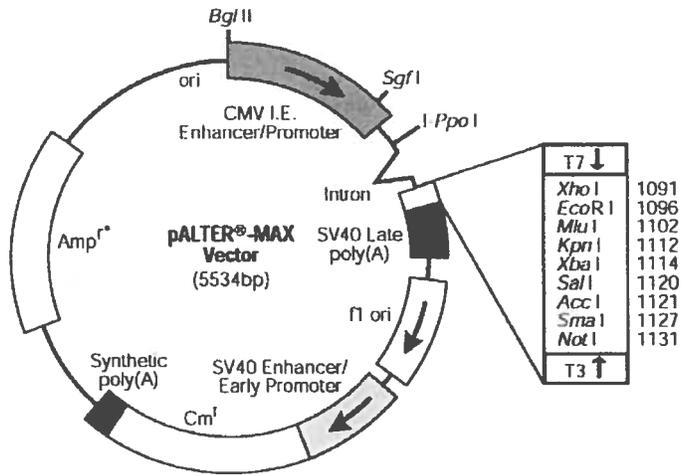 Bgl II
ori
Sgf I
CMV I.E.
Enhancer/Promoter
I-Ppo I
Intron
T7
Xho I 1091
EcoR I 1096
Mlu I 1102
Kpn I 1112
Xba I 1114
Sal I 1120
Acc I 1121
Sma I 1127
Not I 1131
T3
Ampr*
pALTER®-MAX
Vector
(5534bp)
SV40 Late
poly(A)
f1 ori
SV40 Enhancer/
Early Promoter
Synthetic
poly(A)
Cmr